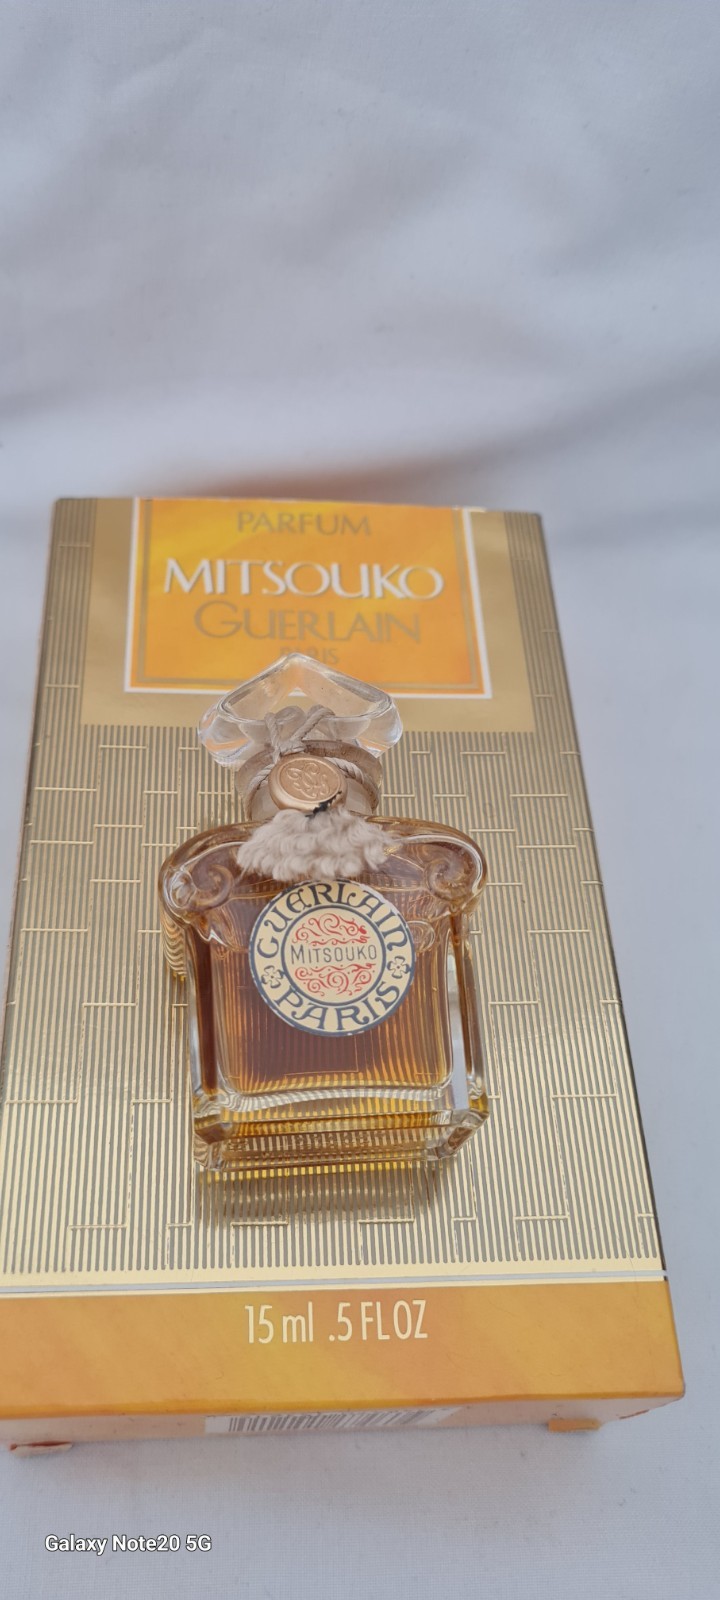 PARFUM
MITSOUKO
GUERLAIN
PARIS
GUERLAIN
MITSOUKO
PARIS
15 ml .5 FL OZ
Galaxy Note20 5G